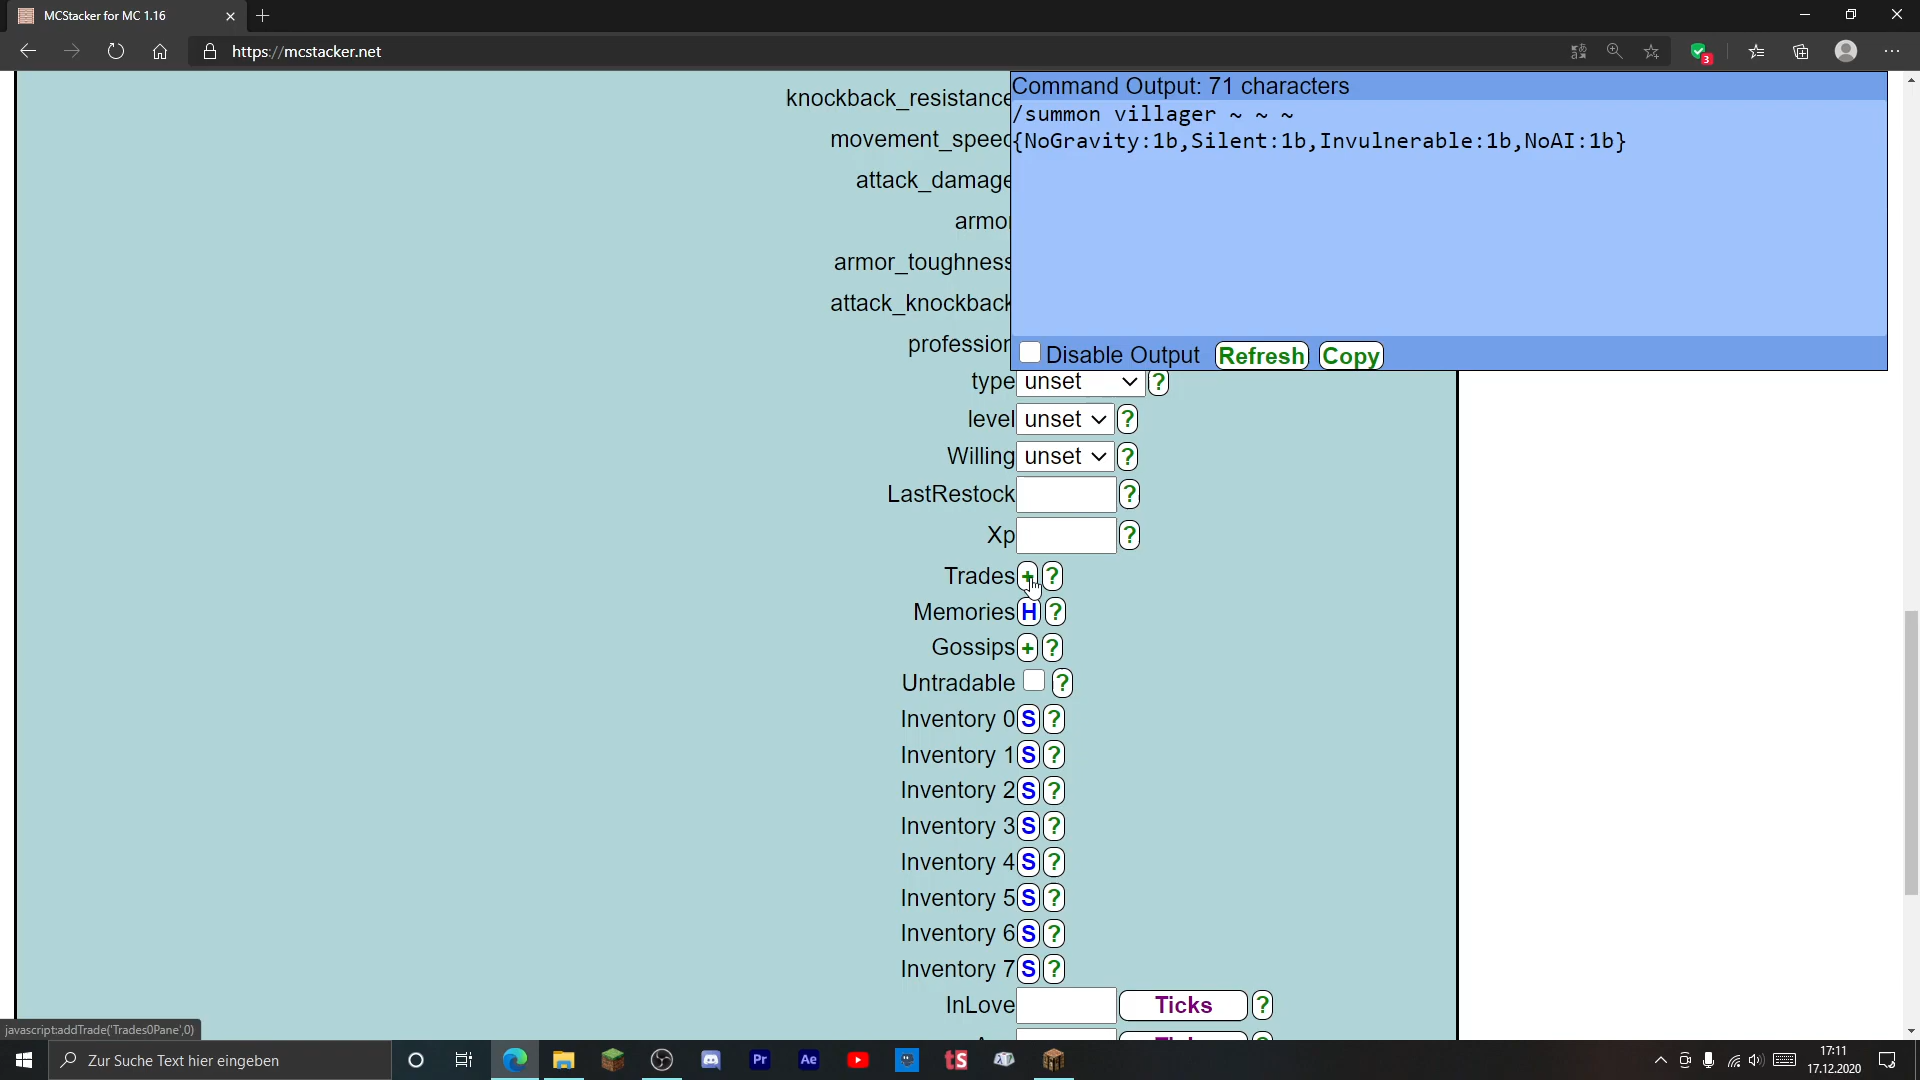 MCStacker for MC 1.16
https://mcstacker.net
3
Command Output: 71 characters
/summon villager ~ ~ ~
{NoGravity:1b,Silent:1b,Invulnerable:1b,NoAI:1b}
Disable Output Refresh Copy
knockback_resistance
movement_speed
attack_damage
armor
armor_toughness
attack_knockback
profession
type unset ?
level unset ?
Willing unset ?
LastRestock ?
Xp ?
Trades + ?
Memories H ?
Gossips + ?
Untradable ?
Inventory 0 S ?
Inventory 1 S ?
Inventory 2 S ?
Inventory 3 S ?
Inventory 4 S ?
Inventory 5 S ?
Inventory 6 S ?
Inventory 7 S ?
InLove Ticks ?
javascript:addTrade('Trades0Pane',0)
Zur Suche Text hier eingeben
Pr
Ae
tS
17:11
17.12.2020